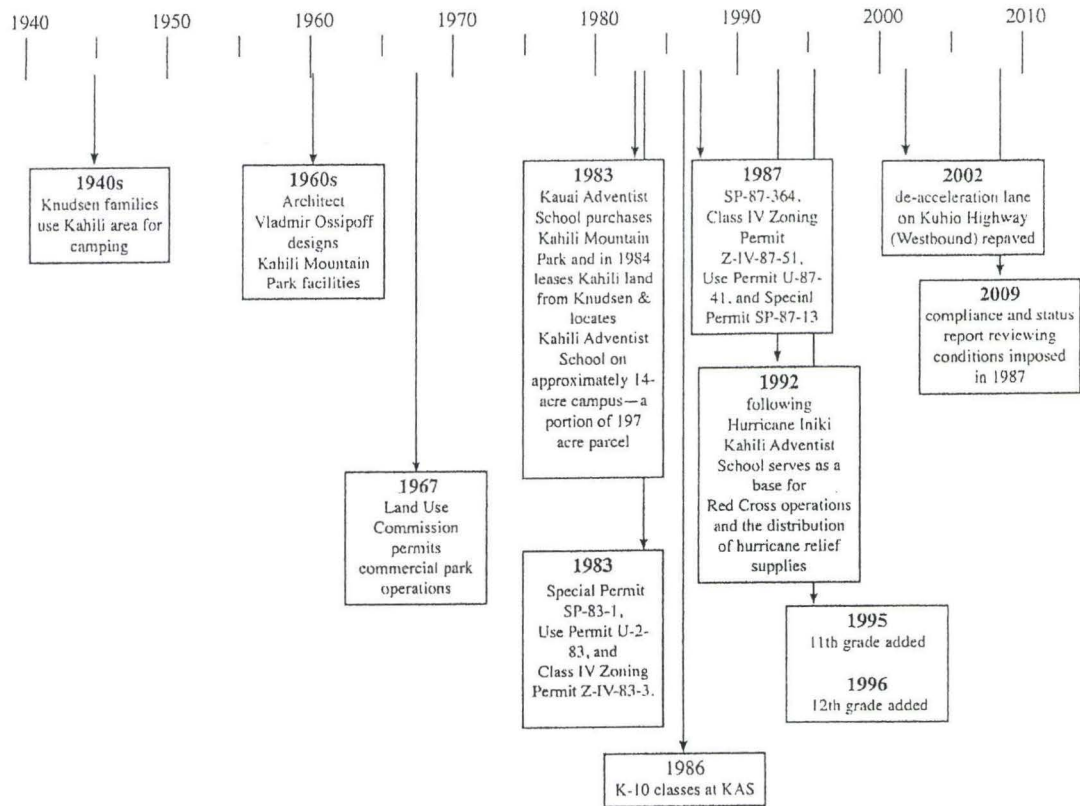 1940 1950 1960 1970 1980 1990 2000 2010
1940s
Knudsen families
use Kahili area for
camping
1960s
Architect
Vladmir Ossipoff
designs
Kahili Mountain
Park facilities
1967
Land Use
Commission
permits
commercial park
operations
1983
Kauai Adventist
School purchases
Kahili Mountain
Park and in 1984
leases Kahili land
from Knudsen &
locates
Kahili Adventist
School on
approximately 14-
acre campus—a
portion of 197
acre parcel
1983
Special Permit
SP-83-1,
Use Permit U-2-
83, and
Class IV Zoning
Permit Z-IV-83-3.
1986
K-10 classes at KAS
1987
SP-87-364,
Class IV Zoning
Permit
Z-IV-87-51,
Use Permit U-87-
41, and Special
Permit SP-87-13
1992
following
Hurricane Iniki
Kahili Adventist
School serves as a
base for
Red Cross operations
and the distribution
of hurricane relief
supplies
1995
11th grade added
1996
12th grade added
2002
de-acceleration lane
on Kuhio Highway
(Westbound) repaved
2009
compliance and status
report reviewing
conditions imposed
in 1987